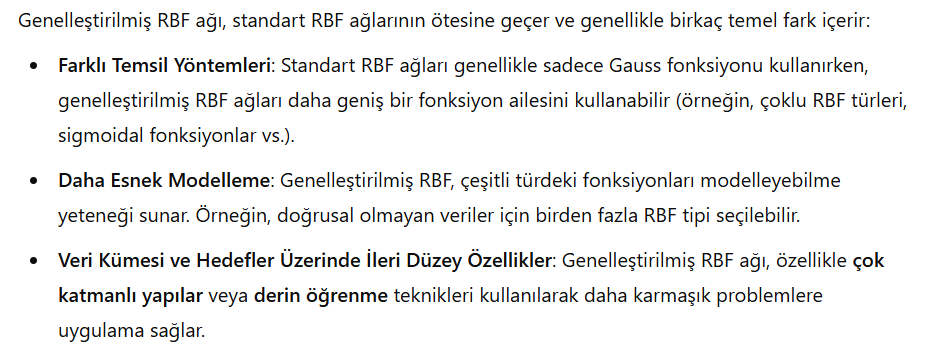 Genelleştirilmiş RBF ağı, standart RBF ağlarının ötesine geçer ve genellikle birkaç temel fark içerir:
• Farklı Temsil Yöntemleri: Standart RBF ağları genellikle sadece Gauss fonksiyonu kullanırken,
genelleştirilmiş RBF ağları daha geniş bir fonksiyon ailesini kullanabilir (örneğin, çoklu RBF türleri,
sigmoidal fonksiyonlar vs.).
• Daha Esnek Modelleme: Genelleştirilmiş RBF, çeşitli türdeki fonksiyonları modelleyebilme
yeteneği sunar. Örneğin, doğrusal olmayan veriler için birden fazla RBF tipi seçilebilir.
• Veri Kümesi ve Hedefler Üzerinde İleri Düzey Özellikler: Genelleştirilmiş RBF ağı, özellikle çok
katmanlı yapılar veya derin öğrenme teknikleri kullanılarak daha karmaşık problemlere
uygulama sağlar.